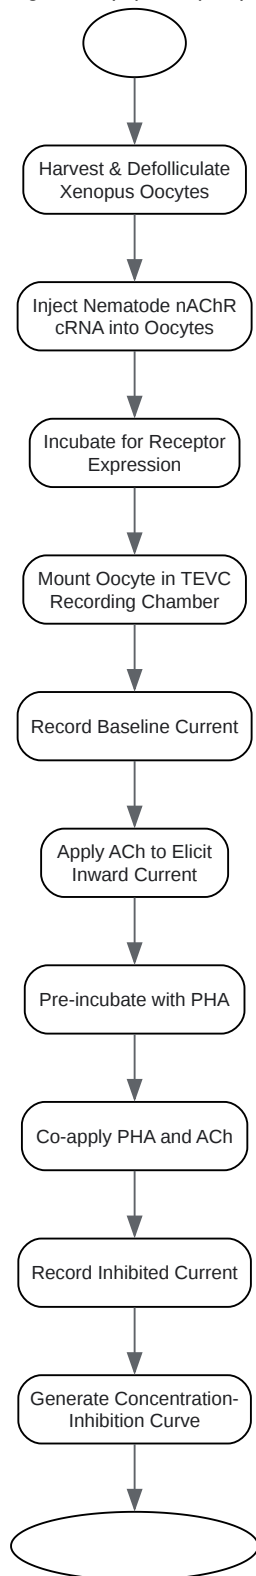 Harvest & Defolliculate
Xenopus Oocytes
Inject Nematode nAChR
cRNA into Oocytes
Incubate for Receptor
Expression
Mount Oocyte in TEVC
Recording Chamber
Record Baseline Current
Apply ACh to Elicit
Inward Current
Pre-incubate with PHA
Co-apply PHA and ACh
Record Inhibited Current
Generate Concentration-
Inhibition Curve